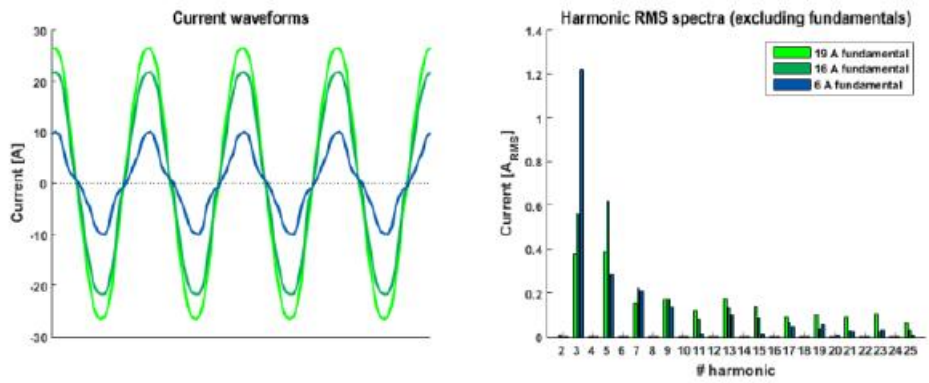 Current waveforms
Current [A]
30
20
10
0
-10
-20
-30
Harmonic RMS spectra (excluding fundamentals)
Current [A_RMS]
1.4
1.2
1
0.8
0.6
0.4
0.2
0
19 A fundamental
16 A fundamental
6 A fundamental
2 3 4 5 6 7 8 9 10 11 12 13 14 15 16 17 18 19 20 21 22 23 24 25
# harmonic